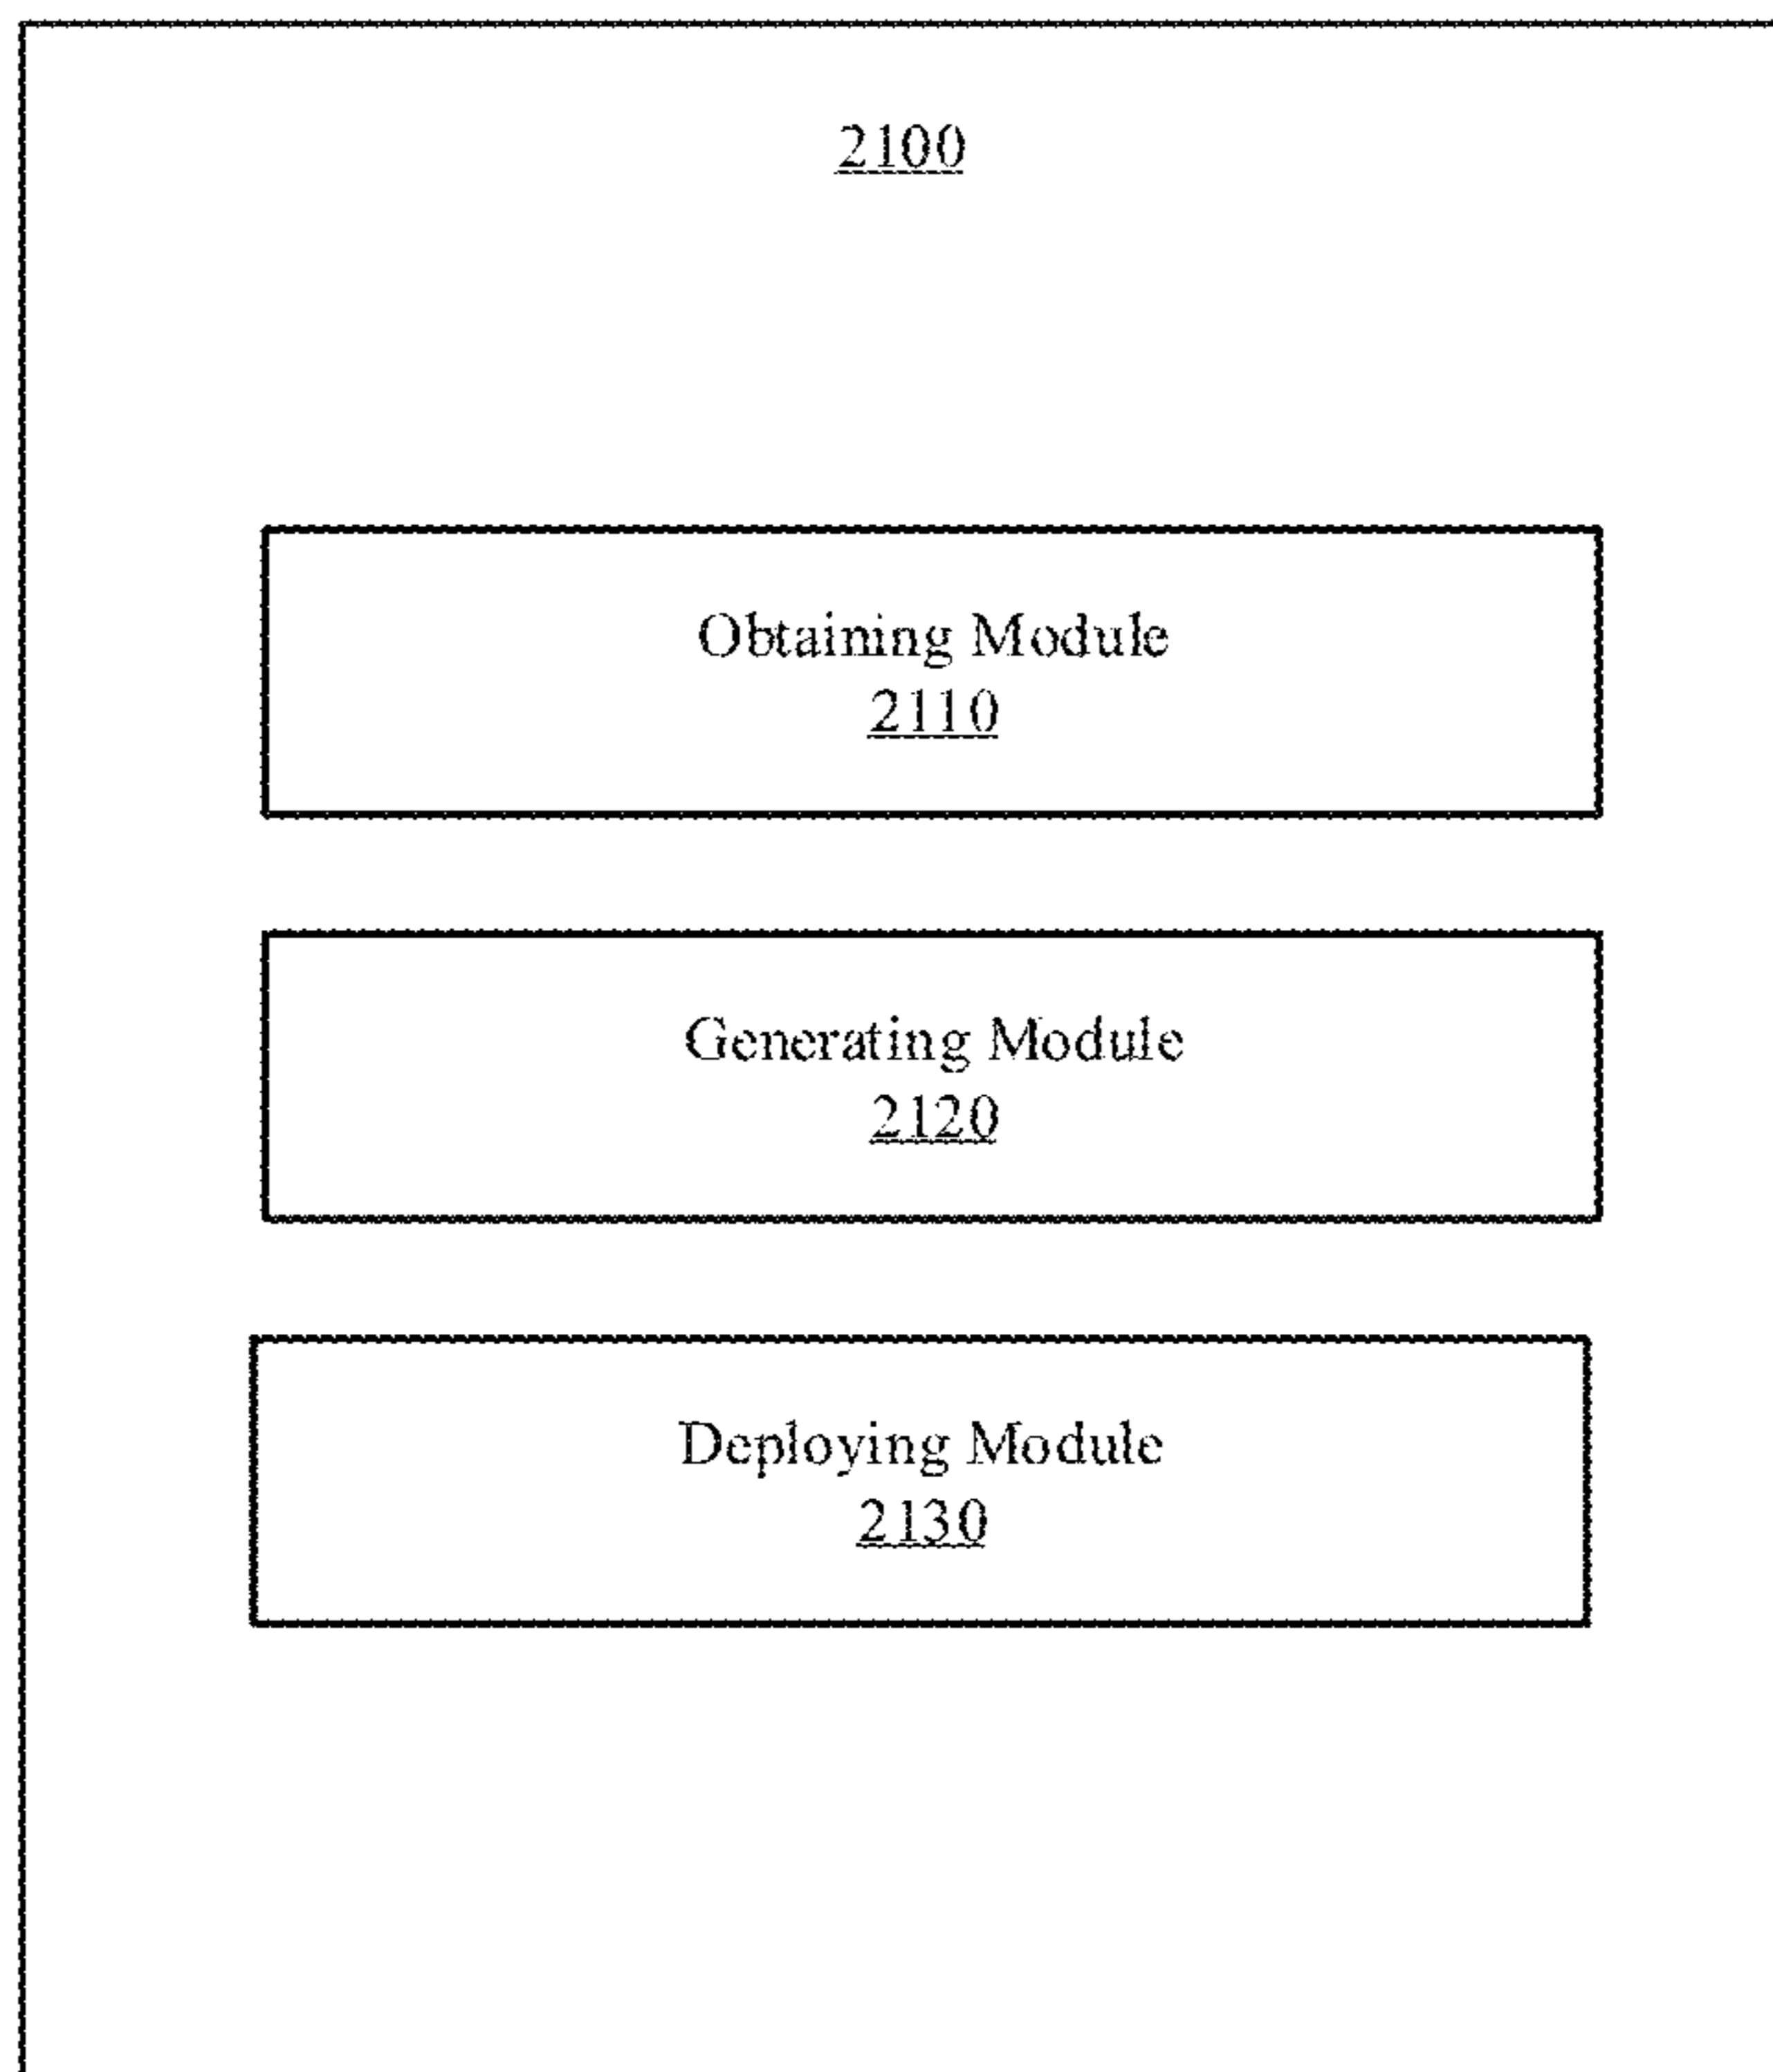 2100
Obtaining Module
2110
Generating Module
2120
Deploying Module
2130